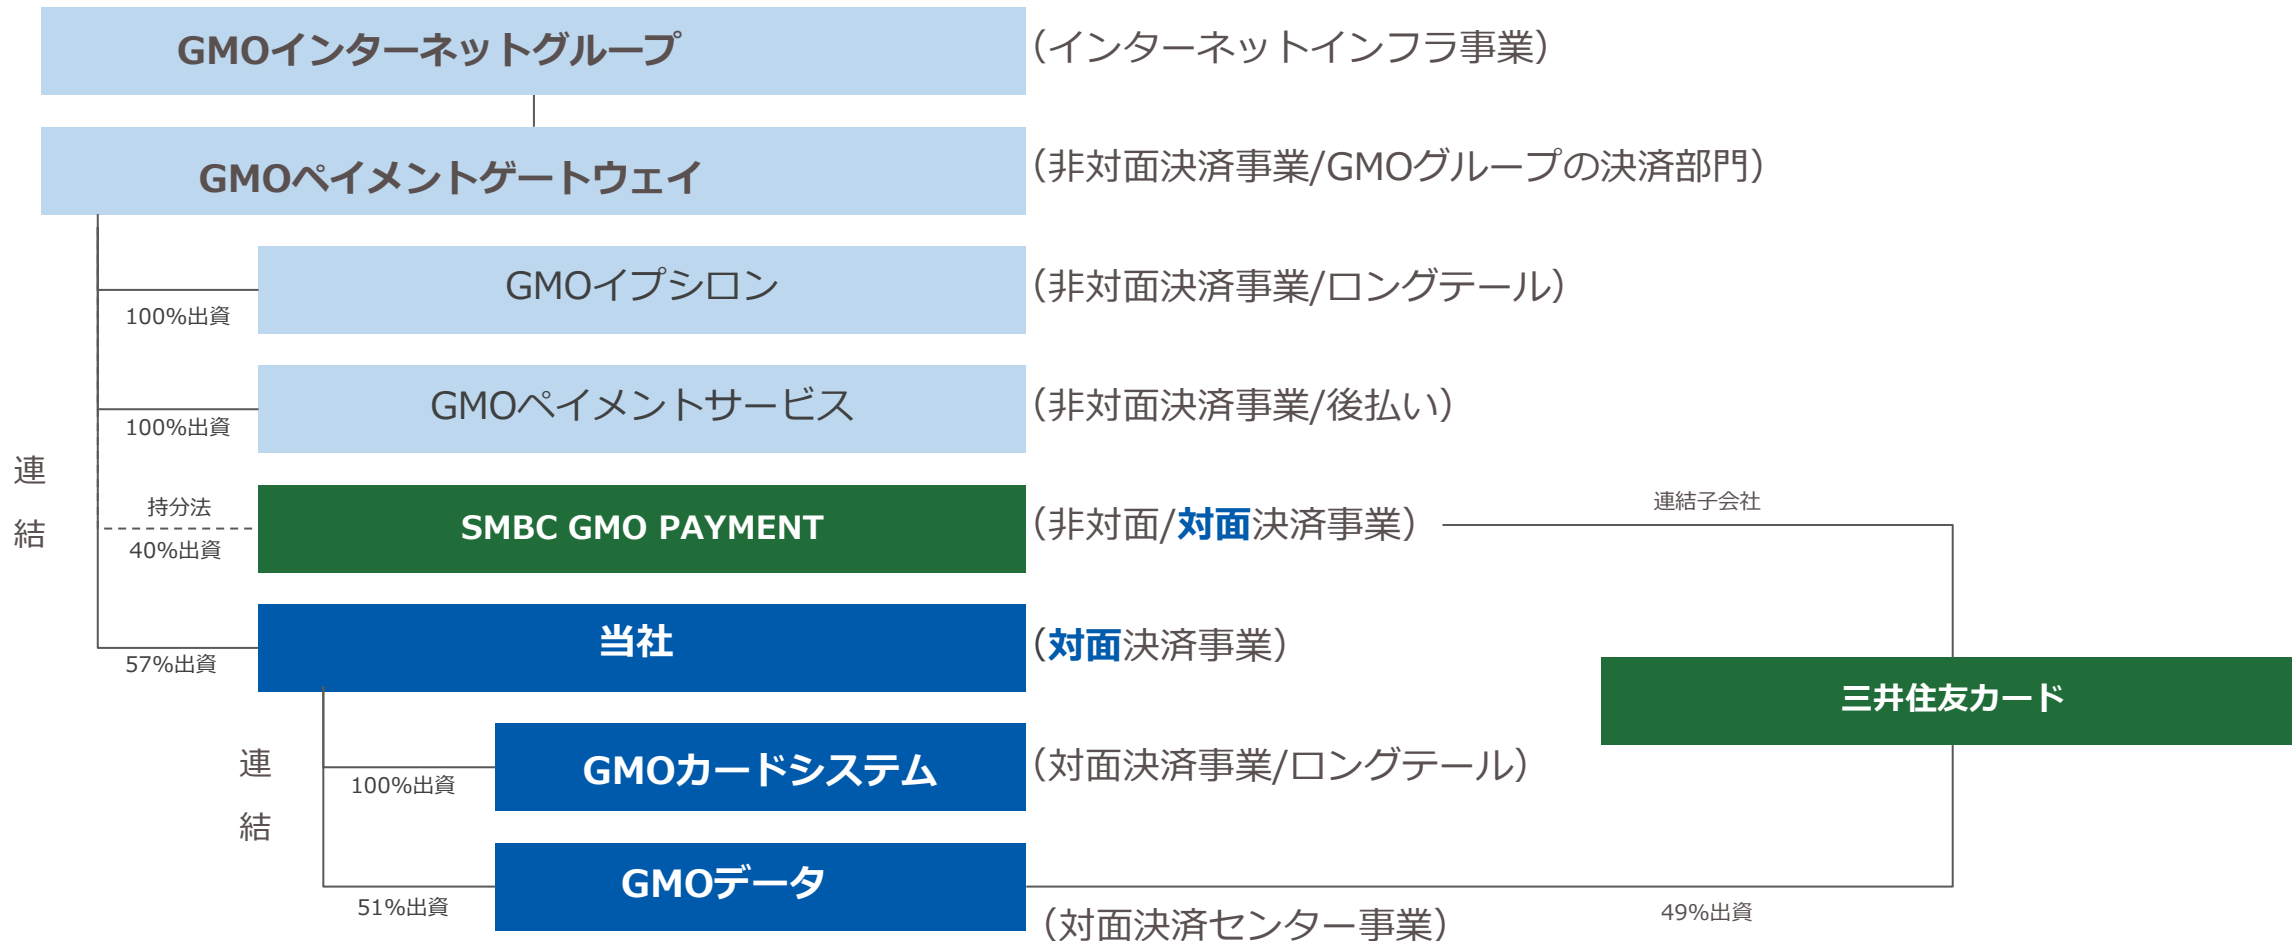 GMOインターネットグループ
(インターネットインフラ事業)
GMOペイメントゲートウェイ
(非対面決済事業/GMOグループの決済部門)
GMOイプシロン
(非対面決済事業/ロングテール)
100%出資
GMOペイメントサービス
(非対面決済事業/後払い)
100%出資
連結
持分法
40%出資
SMBC GMO PAYMENT
(非対面/対面決済事業)
連結子会社
当社
(対面決済事業)
57%出資
三井住友カード
連結
GMOカードシステム
(対面決済事業/ロングテール)
100%出資
GMOデータ
51%出資
(対面決済センター事業)
49%出資